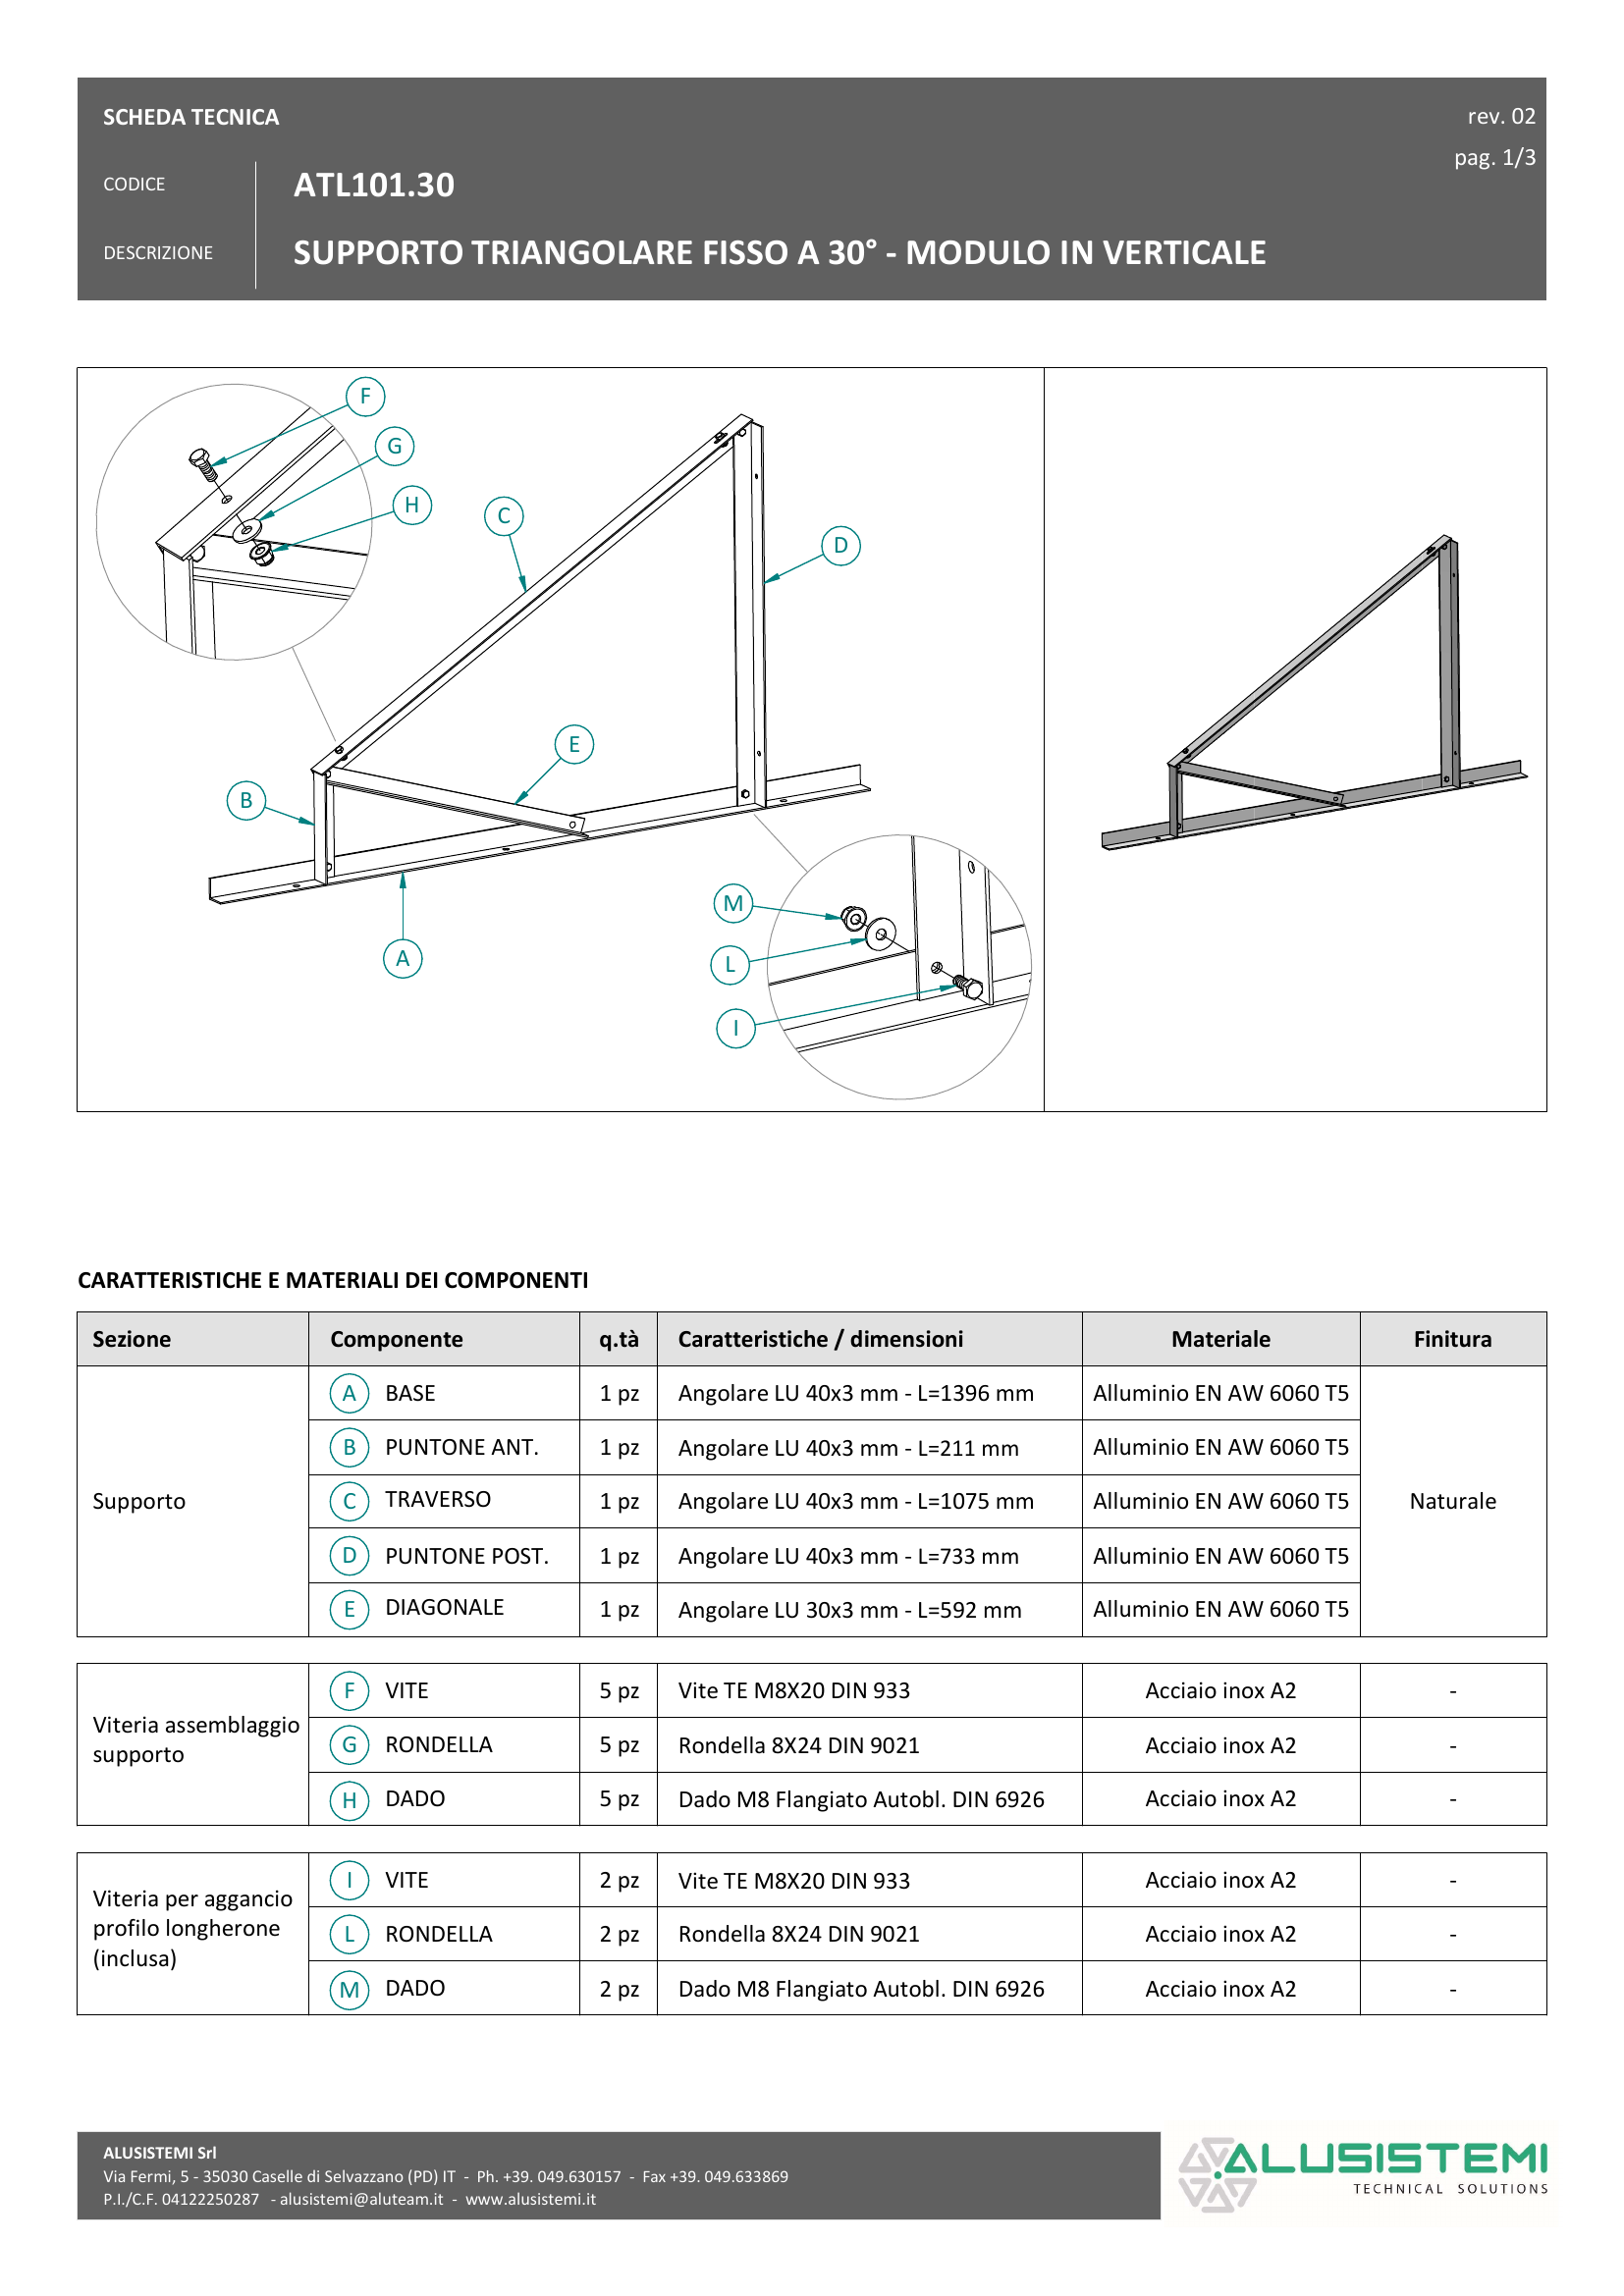 SCHEDA TECNICA
rev. 02
pag. 1/3
CODICE
ATL101.30
DESCRIZIONE
SUPPORTO TRIANGOLARE FISSO A 30° - MODULO IN VERTICALE
F
G
H
C
D
E
B
A
M
L
I
CARATTERISTICHE E MATERIALI DEI COMPONENTI
Sezione Componente q.tà Caratteristiche / dimensioni Materiale Finitura
Supporto
A BASE 1 pz Angolare LU 40x3 mm - L=1396 mm Alluminio EN AW 6060 T5
B PUNTONE ANT. 1 pz Angolare LU 40x3 mm - L=211 mm Alluminio EN AW 6060 T5
C TRAVERSO 1 pz Angolare LU 40x3 mm - L=1075 mm Alluminio EN AW 6060 T5
D PUNTONE POST. 1 pz Angolare LU 40x3 mm - L=733 mm Alluminio EN AW 6060 T5
E DIAGONALE 1 pz Angolare LU 30x3 mm - L=592 mm Alluminio EN AW 6060 T5
Naturale
Viteria assemblaggio
supporto
F VITE 5 pz Vite TE M8X20 DIN 933 Acciaio inox A2 -
G RONDELLA 5 pz Rondella 8X24 DIN 9021 Acciaio inox A2 -
H DADO 5 pz Dado M8 Flangiato Autobl. DIN 6926 Acciaio inox A2 -
Viteria per aggancio
profilo longherone
(inclusa)
I VITE 2 pz Vite TE M8X20 DIN 933 Acciaio inox A2 -
L RONDELLA 2 pz Rondella 8X24 DIN 9021 Acciaio inox A2 -
M DADO 2 pz Dado M8 Flangiato Autobl. DIN 6926 Acciaio inox A2 -
ALUSISTEMI Srl
Via Fermi, 5 - 35030 Caselle di Selvazzano (PD) IT - Ph. +39. 049.630157 - Fax +39. 049.633869
P.I./C.F. 04122250287 - alusistemi@aluteam.it - www.alusistemi.it
ALUSISTEMI
TECHNICAL SOLUTIONS